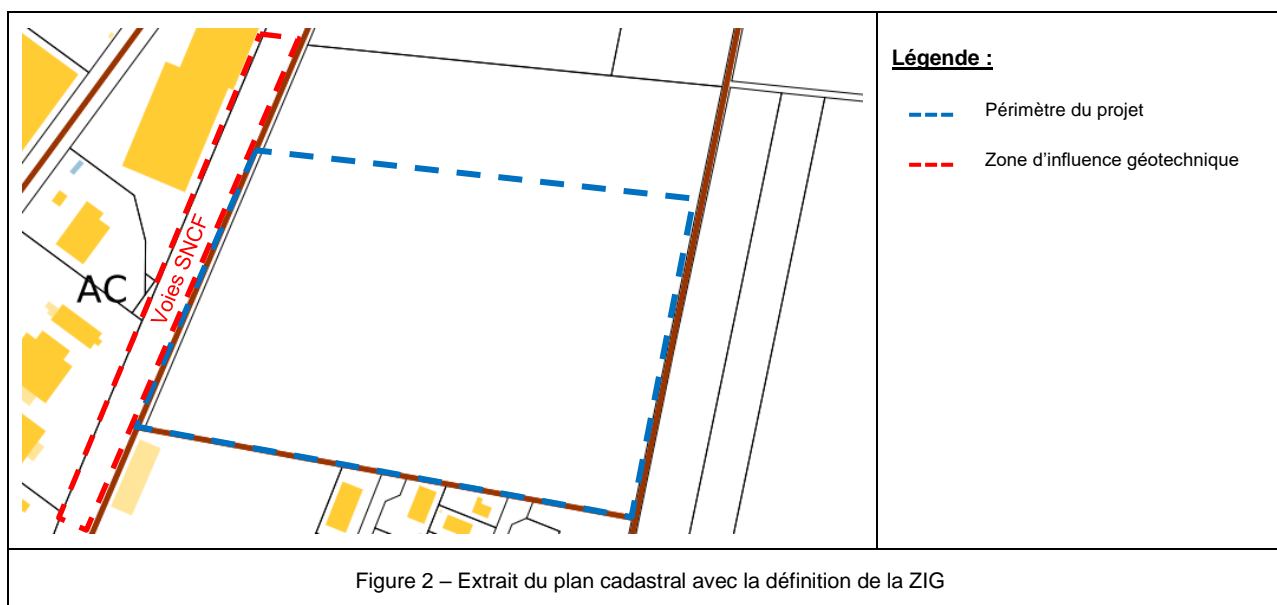 Voies SNCF
AC
Légende :
Périmètre du projet
Zone d'influence géotechnique
Figure 2 – Extrait du plan cadastral avec la définition de la ZIG